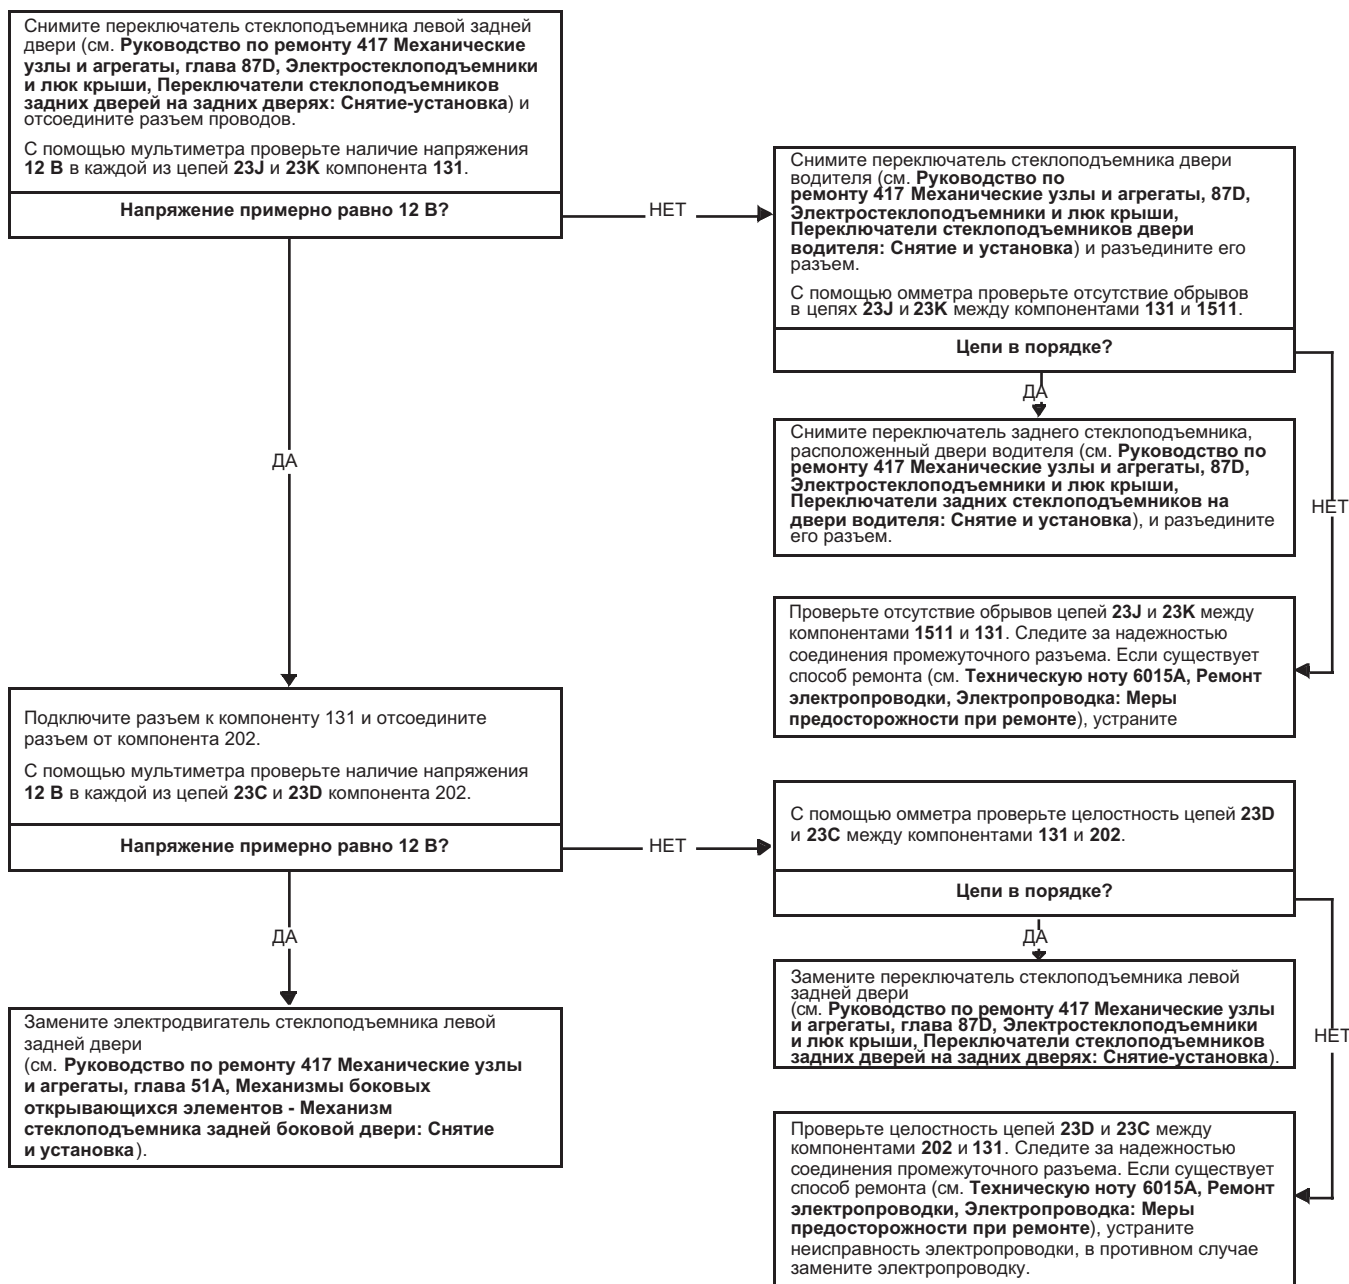 Снимите переключатель стеклоподъемника левой задней
двери (см. Руководство по ремонту 417 Механические
узлы и агрегаты, глава 87D, Электростеклоподъемники
и люк крыши, Переключатели стеклоподъемников
задних дверей на задних дверях: Снятие-установка) и
отсоедините разъем проводов.
С помощью мультиметра проверьте наличие напряжения
12 В в каждой из цепей 23J и 23K компонента 131.
Напряжение примерно равно 12 В?
НЕТ
Снимите переключатель стеклоподъемника двери
водителя (см. Руководство по
ремонту 417 Механические узлы и агрегаты, 87D,
Электростеклоподъемники и люк крыши,
Переключатели стеклоподъемников двери
водителя: Снятие и установка) и разъедините его
разъем.
С помощью омметра проверьте отсутствие обрывов
в цепях 23J и 23K между компонентами 131 и 1511.
Цепи в порядке?
ДА
Снимите переключатель заднего стеклоподъемника,
расположенный двери водителя (см. Руководство по
ремонту 417 Механические узлы и агрегаты, 87D,
Электростеклоподъемники и люк крыши,
Переключатели задних стеклоподъемников на
двери водителя: Снятие и установка), и разъедините
его разъем.
НЕТ
Проверьте отсутствие обрывов цепей 23J и 23K между
компонентами 1511 и 131. Следите за надежностью
соединения промежуточного разъема. Если существует
способ ремонта (см. Техническую ноту 6015A, Ремонт
электропроводки, Электропроводка: Меры
предосторожности при ремонте), устраните
ДА
Подключите разъем к компоненту 131 и отсоедините
разъем от компонента 202.
С помощью мультиметра проверьте наличие напряжения
12 В в каждой из цепей 23C и 23D компонента 202.
Напряжение примерно равно 12 В?
НЕТ
С помощью омметра проверьте целостность цепей 23D
и 23C между компонентами 131 и 202.
Цепи в порядке?
ДА
ДА
Замените переключатель стеклоподъемника левой
задней двери
(см. Руководство по ремонту 417 Механические узлы
и агрегаты, глава 87D, Электростеклоподъемники
и люк крыши, Переключатели стеклоподъемников
задних дверей на задних дверях: Снятие-установка).
НЕТ
Замените электродвигатель стеклоподъемника левой
задней двери
(см. Руководство по ремонту 417 Механические узлы
и агрегаты, глава 51A, Механизмы боковых
открывающихся элементов - Механизм
стеклоподъемника задней боковой двери: Снятие
и установка).
Проверьте целостность цепей 23D и 23C между
компонентами 202 и 131. Следите за надежностью
соединения промежуточного разъема. Если существует
способ ремонта (см. Техническую ноту 6015A, Ремонт
электропроводки, Электропроводка: Меры
предосторожности при ремонте), устраните
неисправность электропроводки, в противном случае
замените электропроводку.